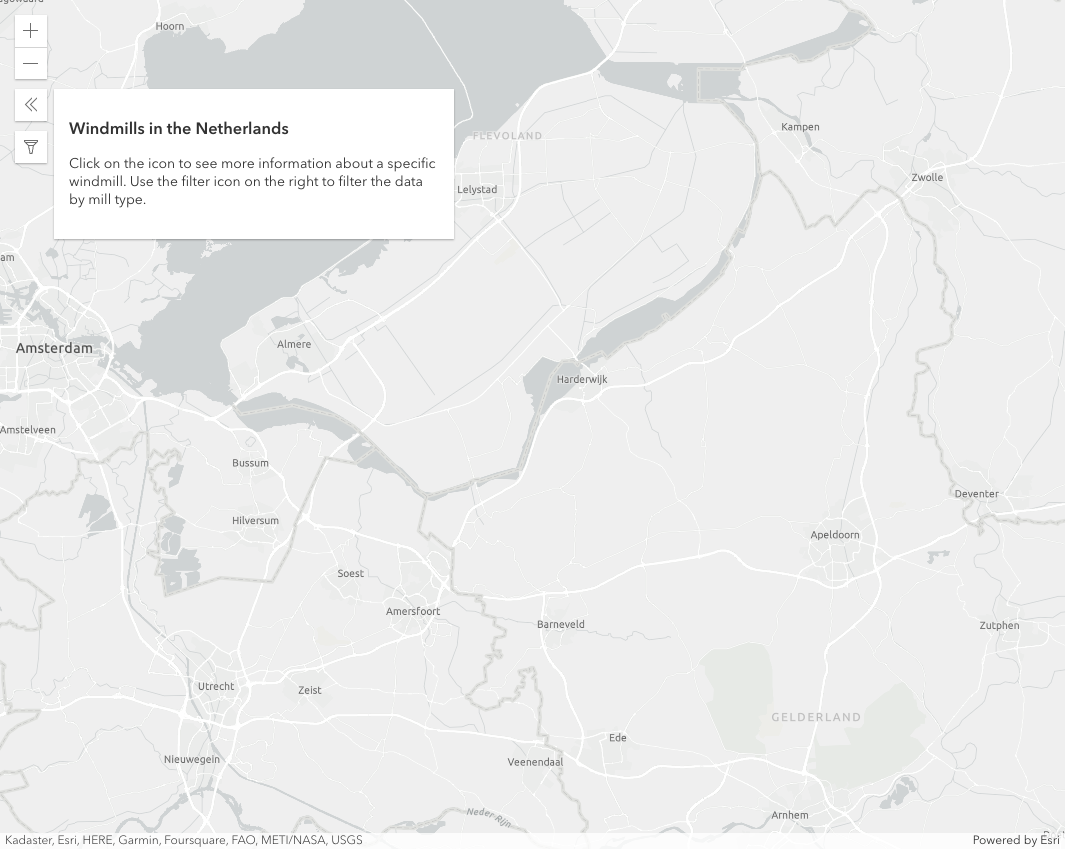 Hoorn
Windmills in the Netherlands
Click on the icon to see more information about a specific
windmill. Use the filter icon on the right to filter the data
by mill type.
FLEVOLAND
Kampen
Zwolle
Lelystad
am
Almere
Amsterdam
Harderwijk
Amstelveen
Bussum
Deventer
Hilversum
Apeldoorn
Soest
Amersfoort
Barneveld
Zutphen
Utrecht
Zeist
GELDERLAND
Ede
Nieuwegein
Veenendaal
Neder Rijn
Arnhem
Kadaster, Esri, HERE, Garmin, Foursquare, FAO, METI/NASA, USGS
Powered by Esri